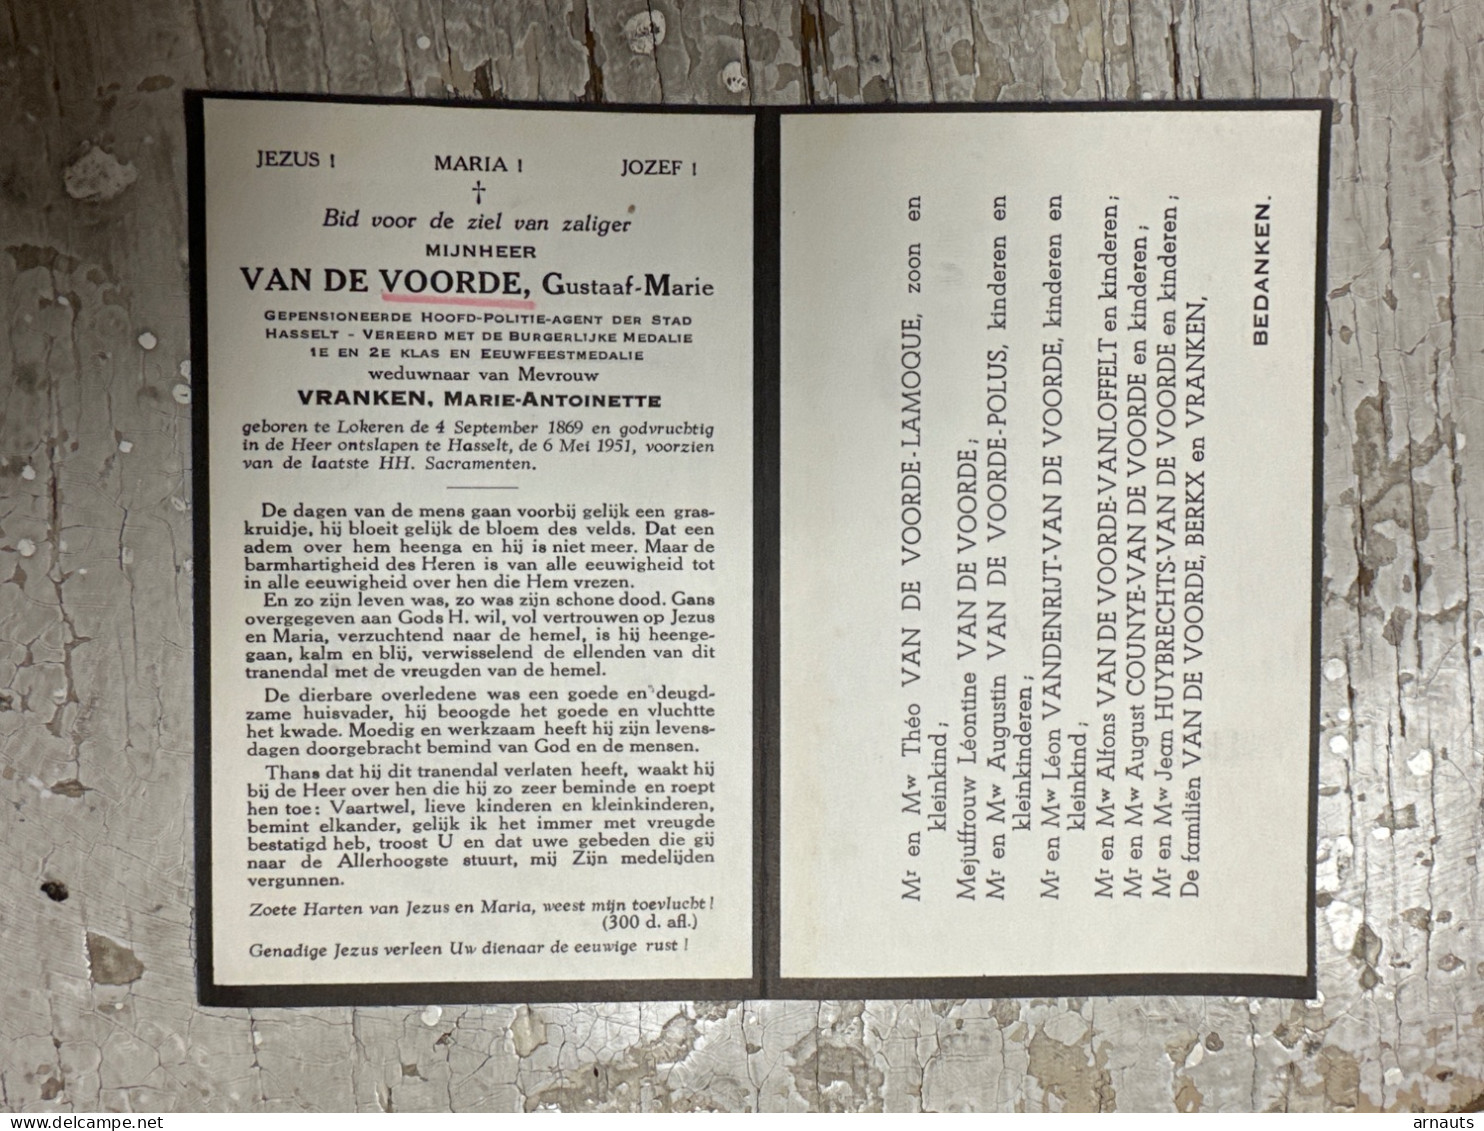 JEZUS ! MARIA ! JOZEF !
†
Bid voor de ziel van zaliger
MIJNHEER
VAN DE VOORDE, Gustaaf-Marie
GEPENSIONEERDE HOOFD-POLITIE-AGENT DER STAD
HASSELT - VEREERD MET DE BURGERLIJKE MEDALIE
1E EN 2E KLAS EN EEUWFEESTMEDALIE
weduwnaar van Mevrouw
VRANKEN, MARIE-ANTOINETTE
geboren te Lokeren de 4 September 1869 en godvruchtig
in de Heer ontslapen te Hasselt, de 6 Mei 1951, voorzien
van de laatste HH. Sacramenten.
De dagen van de mens gaan voorbij gelijk een gras-
kruidje, hij bloeit gelijk de bloem des velds. Dat een
adem over hem heenga en hij is niet meer. Maar de
barmhartigheid des Heren is van alle eeuwigheid tot
in alle eeuwigheid over hen die Hem vrezen.
En zo zijn leven was, zo was zijn schone dood. Gans
overgegeven aan Gods H. wil, vol vertrouwen op Jezus
en Maria, verzuchtend naar de hemel, is hij heenge-
gaan, kalm en blij, verwisselend de ellenden van dit
tranendal met de vreugden van de hemel.
De dierbare overledene was een goede en deugd-
zame huisvader, hij beoogde het goede en vluchtte
het kwade. Moedig en werkzaam heeft hij zijn levens-
dagen doorgebracht bemind van God en de mensen.
Thans dat hij dit tranendal verlaten heeft, waakt hij
bij de Heer over hen die hij zo zeer beminde en roept
hen toe: Vaartwel, lieve kinderen en kleinkinderen,
bemint elkander, gelijk ik het immer met vreugde
bestatigd heb, troost U en dat uwe gebeden die gij
naar de Allerhoogste stuurt, mij Zijn medelijden
vergunnen.
Zoete Harten van Jezus en Maria, weest mijn toevlucht !
(300 d. afl.)
Genadige Jezus verleen Uw dienaar de eeuwige rust !
Mr en Mw Théo VAN DE VOORDE-LAMOQUE, zoon en
kleinkind ;
Mejuffrouw Léontine VAN DE VOORDE ;
Mr en Mw Augustin VAN DE VOORDE-POLUS, kinderen en
kleinkinderen ;
Mr en Mw Léon VANDENRIJT-VAN DE VOORDE, kinderen en
kleinkind ;
Mr en Mw Alfons VAN DE VOORDE-VANLOFFELT en kinderen ;
Mr en Mw August COUNYE-VAN DE VOORDE en kinderen ;
Mr en Mw Jean HUYBRECHTS-VAN DE VOORDE en kinderen ;
De familiën VAN DE VOORDE, BERKX en VRANKEN,
BEDANKEN.
delcampe.net
arnauts